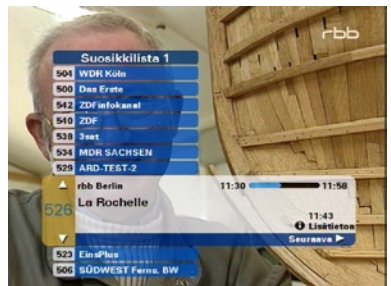 rbb
Suosikkilista 1
504 WDR Köln
500 Das Erste
542 ZDFinfokanal
540 ZDF
538 3sat
534 MDR SACHSEN
529 ARD-TEST-2
rbb Berlin 11:30 11:58
526 La Rochelle
11:43
Lisätietoa
Seuraava
523 EinsPlus
506 SÜDWEST Ferns. BW